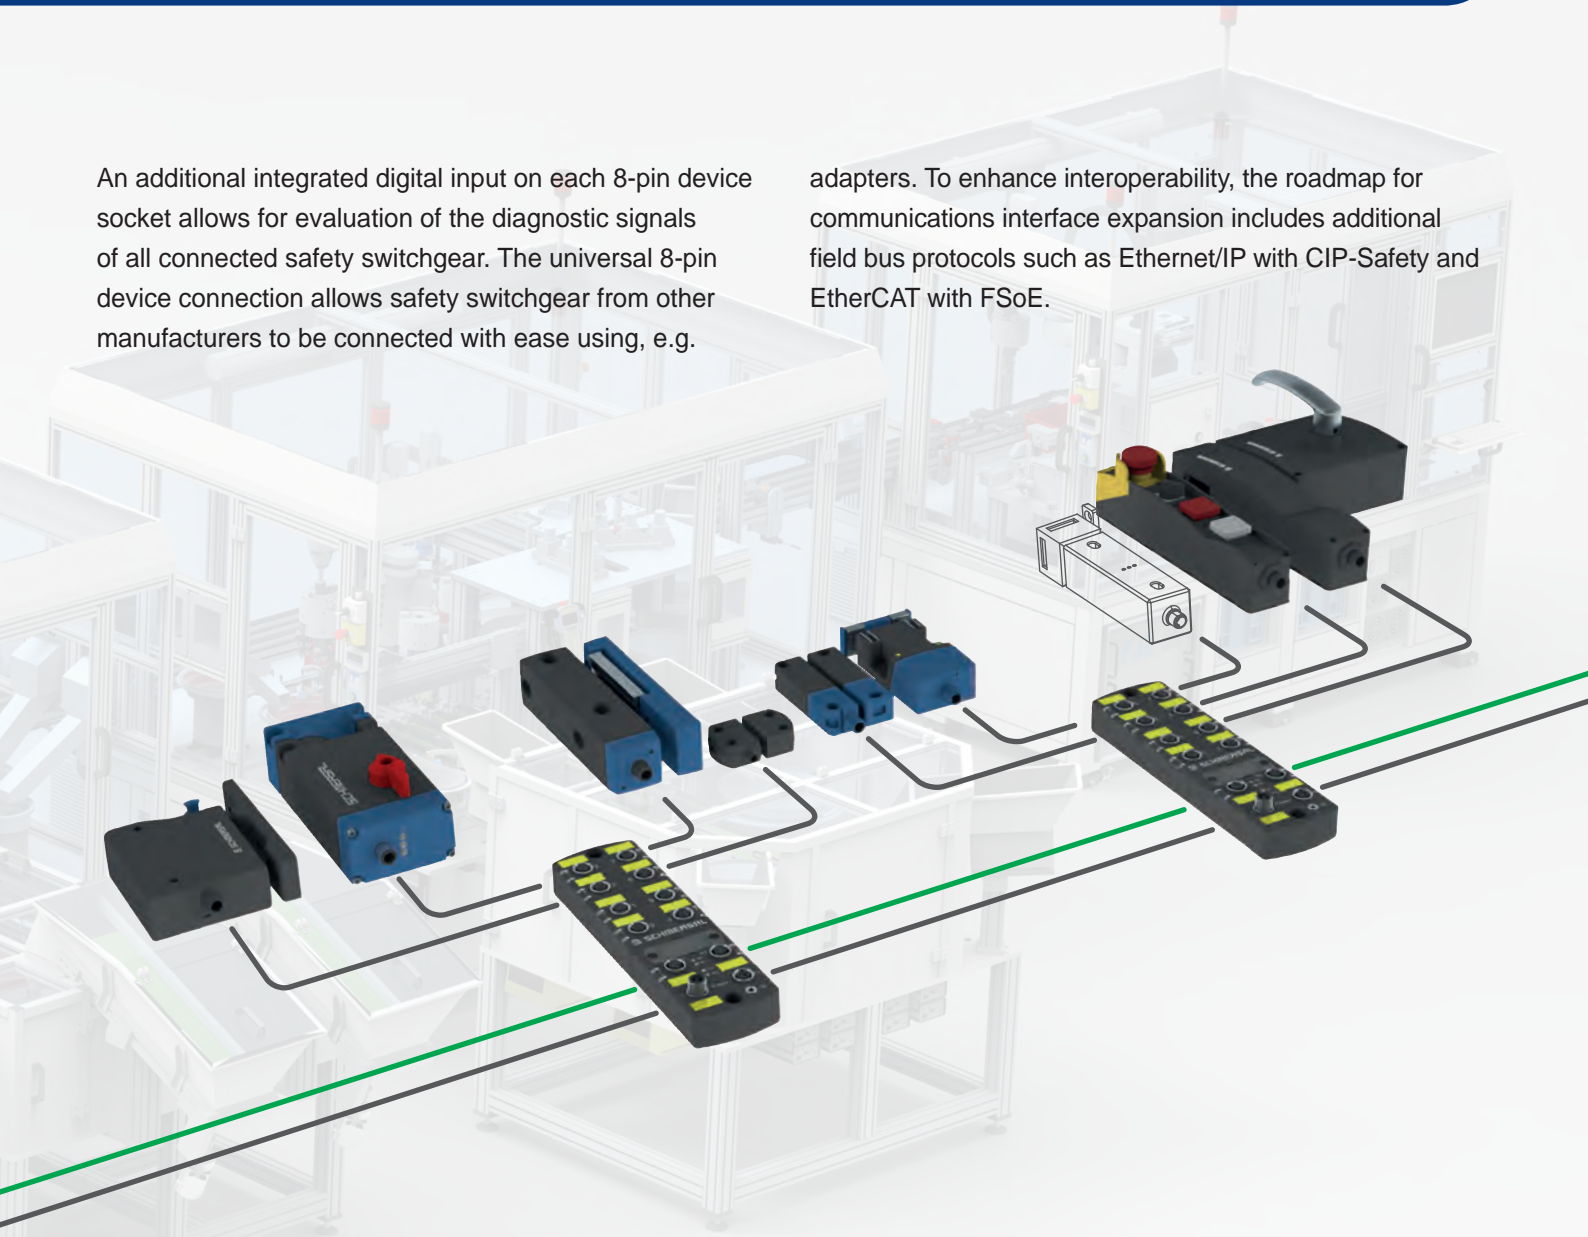 An additional integrated digital input on each 8-pin device
socket allows for evaluation of the diagnostic signals
of all connected safety switchgear. The universal 8-pin
device connection allows safety switchgear from other
manufacturers to be connected with ease using, e.g.
adapters. To enhance interoperability, the roadmap for
communications interface expansion includes additional
field bus protocols such as Ethernet/IP with CIP-Safety and
EtherCAT with FSoE.
SCHMERSAL
SCHMERSAL
SCHMERSAL